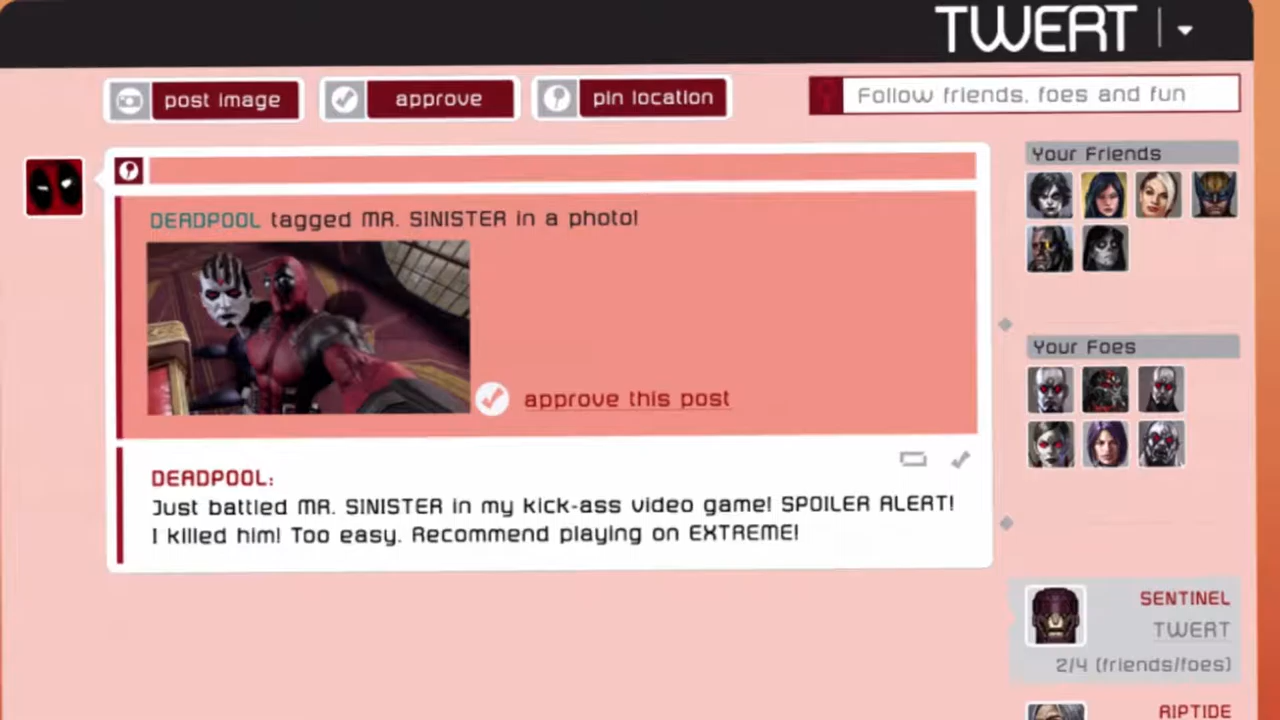 TWERT
post image
approve
pin location
Follow friends, foes and fun
Your Friends
DEADPOOL tagged MR. SINISTER in a photo!
approve this post
Your Foes
DEADPOOL:
Just battled MR. SINISTER in my kick-ass video game! SPOILER ALERT!
I killed him! Too easy. Recommend playing on EXTREME!
SENTINEL
TWERT
2/4 (friends/foes)
RIPTIDE